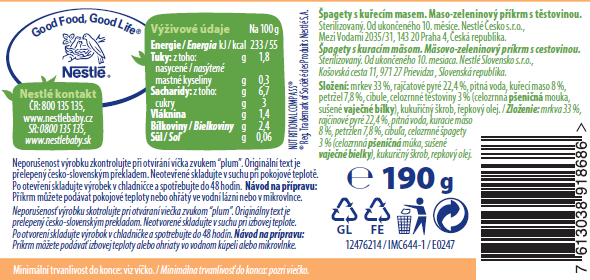 Good Food, Good Life®
Nestlé®
Nestlé kontakt
ČR: 800 135 135,
www.nestlebaby.cz
SR: 0800 135 135,
www.nestlebaby.sk
Výživové údaje Na 100 g
Energie / Energia kJ / kcal 233 / 55
Tuky: z toho: g 1,8
nasycené / nasýtené
mastné kyseliny g 0,3
Sacharidy: z toho: g 6,7
cukry g 3
Vláknina g 1,4
Bílkoviny / Bielkoviny g 2,4
Sůl / Soľ g 0,06
NUTRITIONAL COMPASS®
® Reg. Trademark of Société des Produits Nestlé S.A.
Špagety s kuřecím masem. Maso-zeleninový příkrm s těstovinou.
Sterilizovaný. Od ukončeného 10. měsíce. Nestlé Česko s.r.o.,
Mezi Vodami 2035/31, 143 20 Praha 4, Česká republika.
Špagety s kuracím mäsom. Mäsovo-zeleninový príkrm s cestovinou.
Sterilizovaný. Od ukončeného 10. mesiaca. Nestlé Slovensko s.r.o.,
Košovská cesta 11, 971 27 Prievidza, Slovenská republika.
Složení: mrkev 33 %, rajčatové pyré 22,4 %, pitná voda, kuřecí maso 8 %,
petržel 7,8 %, cibule, celozrnné těstoviny 3 % (celozrnná pšeničná mouka,
sušené vaječné bílky), kukuřičný škrob, řepkový olej. / Zloženie: mrkva 33 %,
rajčinové pyré 22,4 %, pitná voda, kuracie mäso
8 %, petržlen 7,8 %, cibuľa, celozrnné špagety
3 % (celozrnná pšeničná múka, sušené
vaječné bielky), kukuričný škrob, repkový olej.
Neporušenost výrobku zkontrolujte při otvírání víčka zvukem "plum". Originální text je
přelepený česko-slovenským překladem. Neotevřené skladujte v suchu při pokojové teplotě.
Po otevření skladujte výrobek v chladničce a spotřebujte do 48 hodin. Návod na přípravu:
Příkrm můžete podávat pokojové teploty nebo ohřátý ve vodní lázni nebo v mikrovlnce.
Neporušenosť výrobku skotrolujte pri otváraní viečka zvukom "plum". Originálny text je
prelepený česko-slovenským prekladom. Neotvorené skladujte v suchu pri izbovej teplote.
Po otvorení skladujte výrobok v chladničke a spotrebujte do 48 hodín. Návod na prípravu:
Príkrm môžete podávať izbovej teploty alebo ohriaty vo vodnom kúpeli alebo mikrovlnke.
Minimální trvanlivost do konce: viz víčko. / Minimálna trvanlivosť do konca: pozri viečko.
℮ 190 g
GL FE
12476214 / IMC644-1 / E0247
7 613038 918686 >